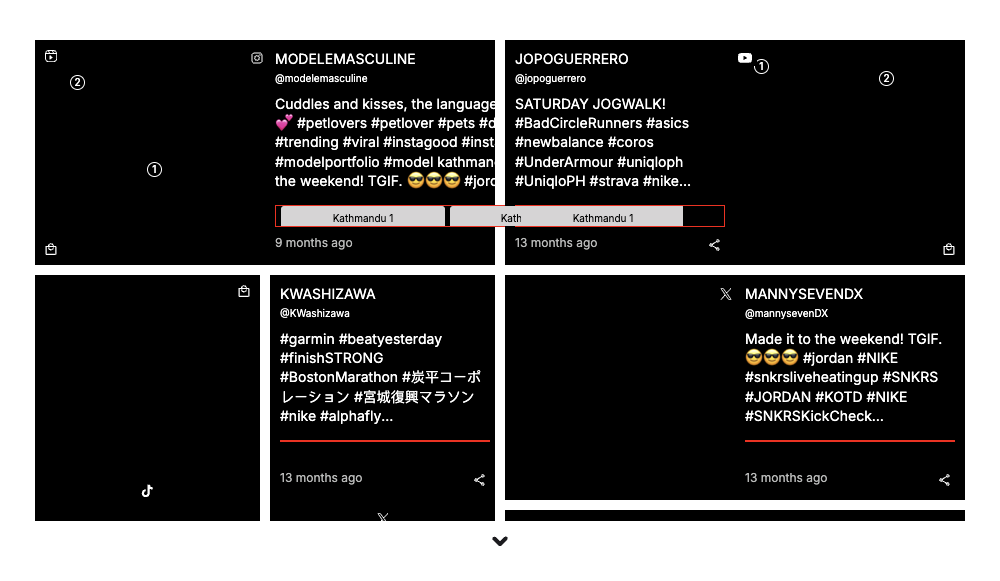 MODELEMASCULINE
@modelemasculine
Cuddles and kisses, the language
💕 #petlovers #petlover #pets #d
#trending #viral #instagood #inst
#modelportfolio #model kathman
the weekend! TGIF. 😎😎😎 #jord
Kathmandu 1
Kath
9 months ago
2
1
JOPOGUERRERO
@jopoguerrero
SATURDAY JOGWALK!
#BadCircleRunners #asics
#newbalance #coros
#UnderArmour #uniqloph
#UniqloPH #strava #nike...
Kathmandu 1
13 months ago
1
2
KWASHIZAWA
@KWashizawa
#garmin #beatyesterday
#finishSTRONG
#BostonMarathon #炭平コーポ
レーション #宮城復興マラソン
#nike #alphafly...
13 months ago
MANNYSEVENDX
@mannysevenDX
Made it to the weekend! TGIF.
😎😎😎 #jordan #NIKE
#snkrsliveheatingup #SNKRS
#JORDAN #KOTD #NIKE
#SNKRSKickCheck...
13 months ago